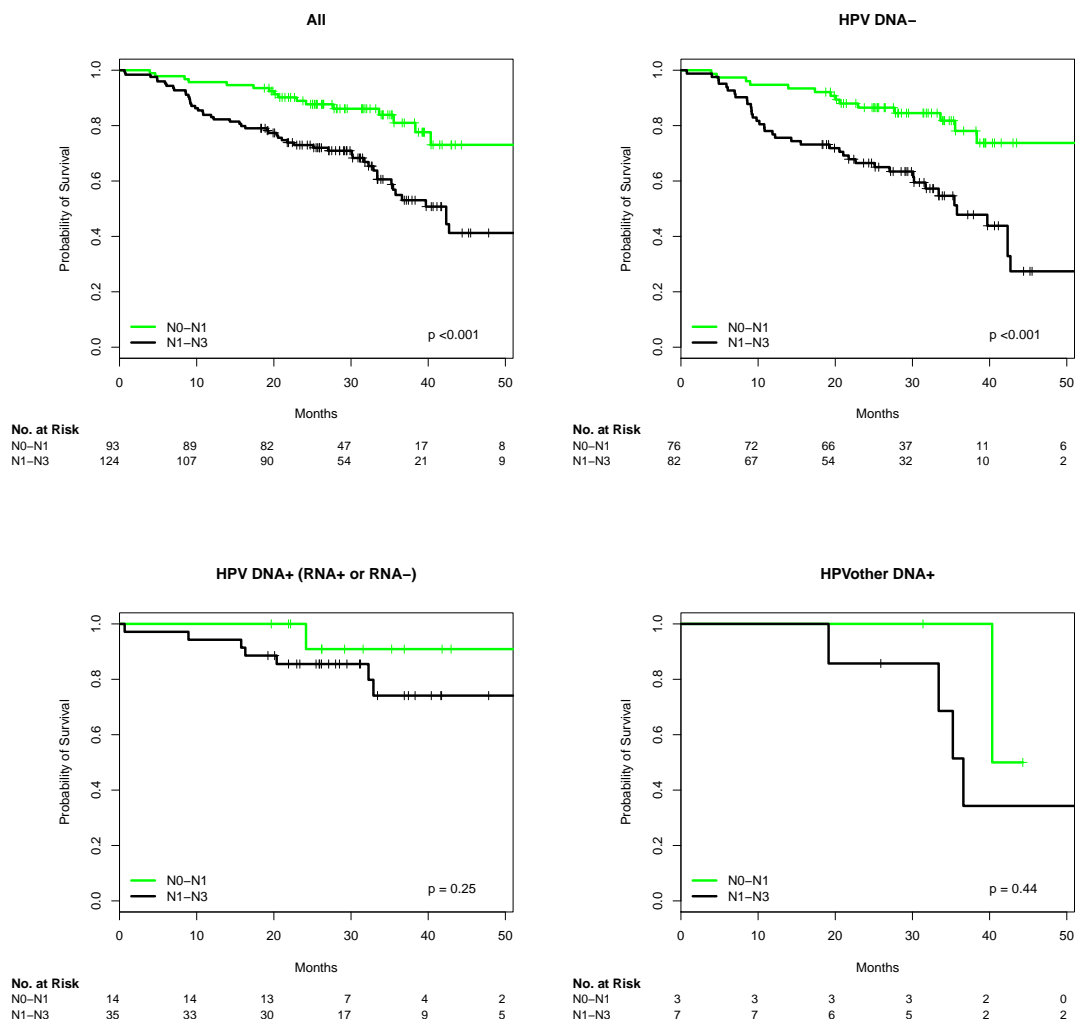 All
Probability of Survival
1.0
0.8
0.6
0.4
0.2
0.0
N0−N1
N1−N3
p <0.001
0 10 20 30 40 50
Months
No. at Risk
N0−N1 93 89 82 47 17 8
N1−N3 124 107 90 54 21 9
HPV DNA−
Probability of Survival
1.0
0.8
0.6
0.4
0.2
0.0
N0−N1
N1−N3
p <0.001
0 10 20 30 40 50
Months
No. at Risk
N0−N1 76 72 66 37 11 6
N1−N3 82 67 54 32 10 2
HPV DNA+ (RNA+ or RNA−)
Probability of Survival
1.0
0.8
0.6
0.4
0.2
0.0
N0−N1
N1−N3
p = 0.25
0 10 20 30 40 50
Months
No. at Risk
N0−N1 14 14 13 7 4 2
N1−N3 35 33 30 17 9 5
HPVother DNA+
Probability of Survival
1.0
0.8
0.6
0.4
0.2
0.0
N0−N1
N1−N3
p = 0.44
0 10 20 30 40 50
Months
No. at Risk
N0−N1 3 3 3 3 2 0
N1−N3 7 7 6 5 2 2